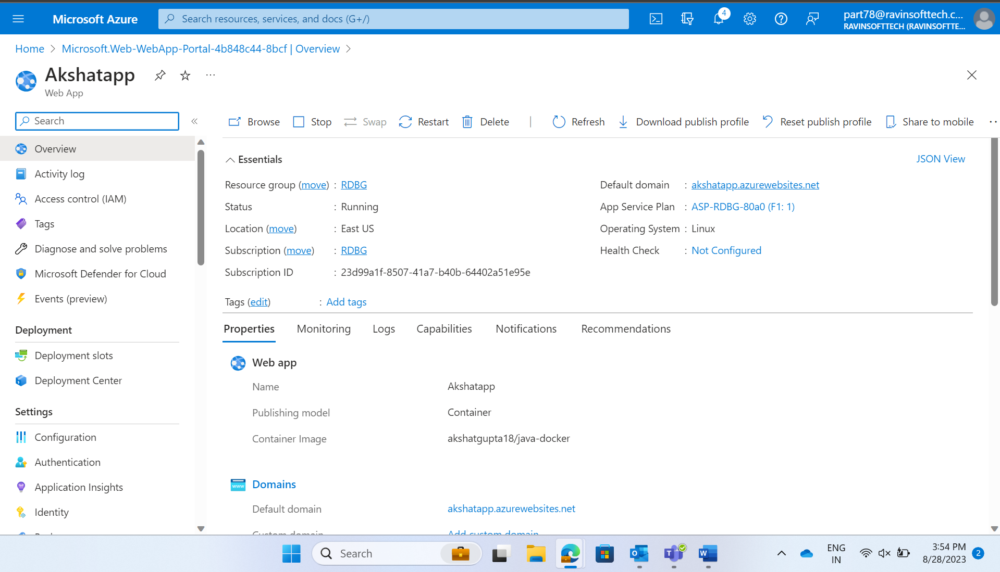 Microsoft Azure
Search resources, services, and docs (G+/)
4
part78@ravinsofttech.c...
RAVINSOFTTECH (RAVINSOFTTE...
Home > Microsoft.Web-WebApp-Portal-4b848c44-8bcf | Overview >
Akshatapp
Web App
Search
Overview
Activity log
Access control (IAM)
Tags
Diagnose and solve problems
Microsoft Defender for Cloud
Events (preview)
Deployment
Deployment slots
Deployment Center
Settings
Configuration
Authentication
Application Insights
Identity
Browse Stop Swap Restart Delete | Refresh Download publish profile Reset publish profile Share to mobile
Essentials
JSON View
Resource group (move) : RDBG
Status : Running
Location (move) : East US
Subscription (move) : RDBG
Subscription ID : 23d99a1f-8507-41a7-b40b-64402a51e95e
Default domain : akshatapp.azurewebsites.net
App Service Plan : ASP-RDBG-80a0 (F1: 1)
Operating System : Linux
Health Check : Not Configured
Tags (edit) : Add tags
Properties Monitoring Logs Capabilities Notifications Recommendations
Web app
Name Akshatapp
Publishing model Container
Container Image akshatgupta18/java-docker
www
Domains
Default domain akshatapp.azurewebsites.net
Custom domain Add custom domain
Search
ENG
IN
3:54 PM
8/28/2023
2